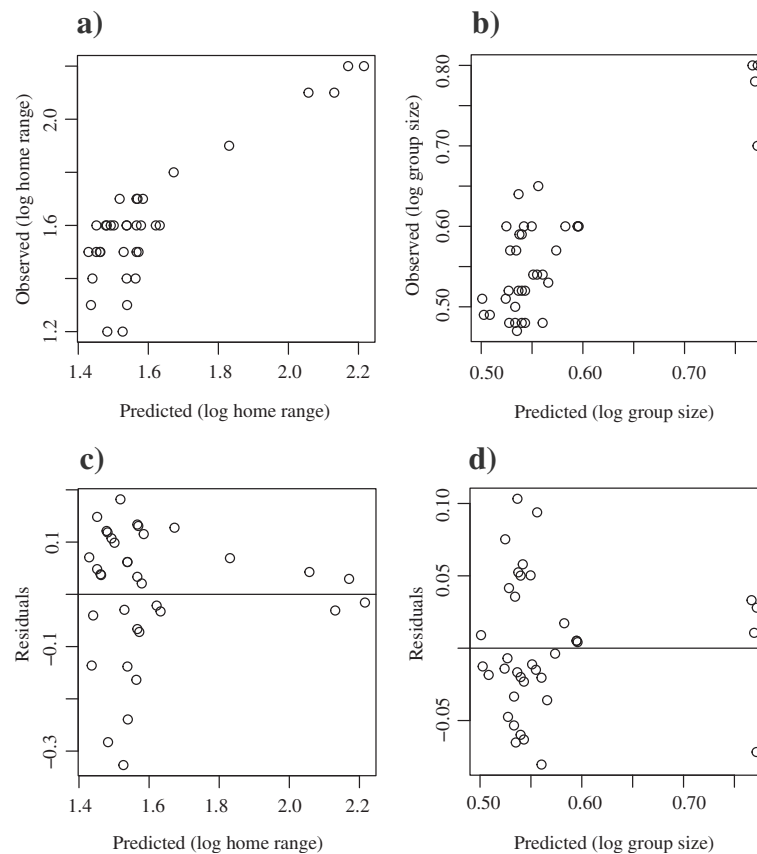 a)
Observed (log home range)
2.0
1.6
1.2
1.4 1.6 1.8 2.0 2.2
Predicted (log home range)
b)
Observed (log group size)
0.80
0.70
0.60
0.50
0.50 0.60 0.70
Predicted (log group size)
c)
Residuals
0.1
−0.1
−0.3
1.4 1.6 1.8 2.0 2.2
Predicted (log home range)
d)
Residuals
0.10
0.05
−0.05
0.50 0.60 0.70
Predicted (log group size)